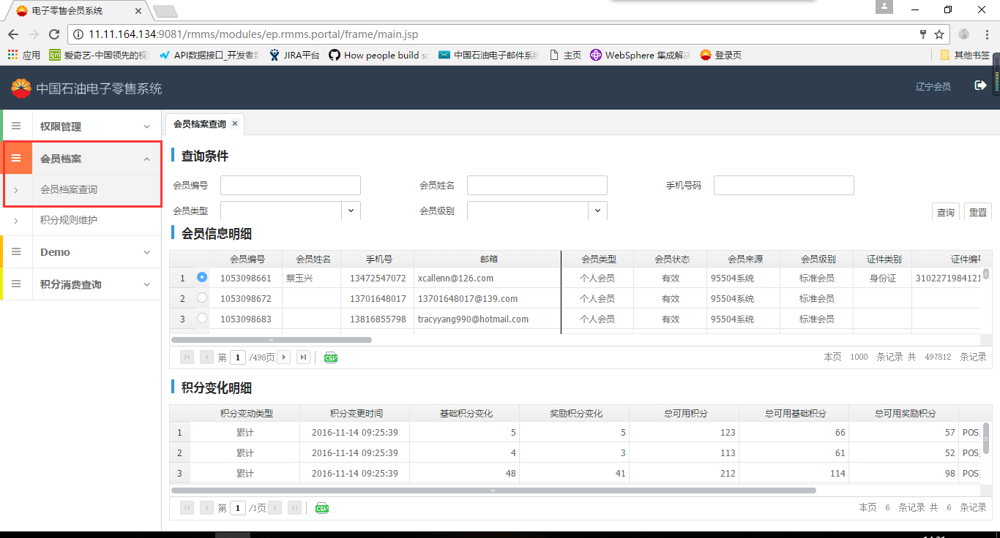 电子零售会员系统
11.11.164.134:9081/rmms/modules/ep.rmms.portal/frame/main.jsp
应用 爱奇艺-中国领先的视 API数据接口_开发者数 JIRA平台 How people build so 中国石油电子邮件系统 主页 WebSphere 集成解决 登录页 其他书签
中国石油电子零售系统 辽宁会员
权限管理
会员档案
会员档案查询
积分规则维护
Demo
积分消费查询
会员档案查询
查询条件
会员编号 会员姓名 手机号码
会员类型 会员级别 查询 重置
会员信息明细
会员编号 会员姓名 手机号 邮箱 会员类型 会员状态 会员来源 会员级别 证件类别 证件编号
1 1053098661 蔡玉兴 13472547072 xcallenn@126.com 个人会员 有效 95504系统 标准会员 身份证 3102271984121
2 1053098672 13701648017 13701648017@139.com 个人会员 有效 95504系统 标准会员
3 1053098683 13816855798 tracyyang990@hotmail.com 个人会员 有效 95504系统 标准会员
第 1 /498页 CSV 本页 1000 条记录 共 497812 条记录
积分变化明细
积分变动类型 积分变更时间 基础积分变化 奖励积分变化 总可用积分 总可用基础积分 总可用奖励积分
1 累计 2016-11-14 09:25:39 5 5 123 66 57 POS
2 累计 2016-11-14 09:25:39 4 3 113 61 52 POS
3 累计 2016-11-14 09:25:39 48 41 212 114 98 POS
第 1 /1页 CSV 本页 6 条记录 共 6 条记录